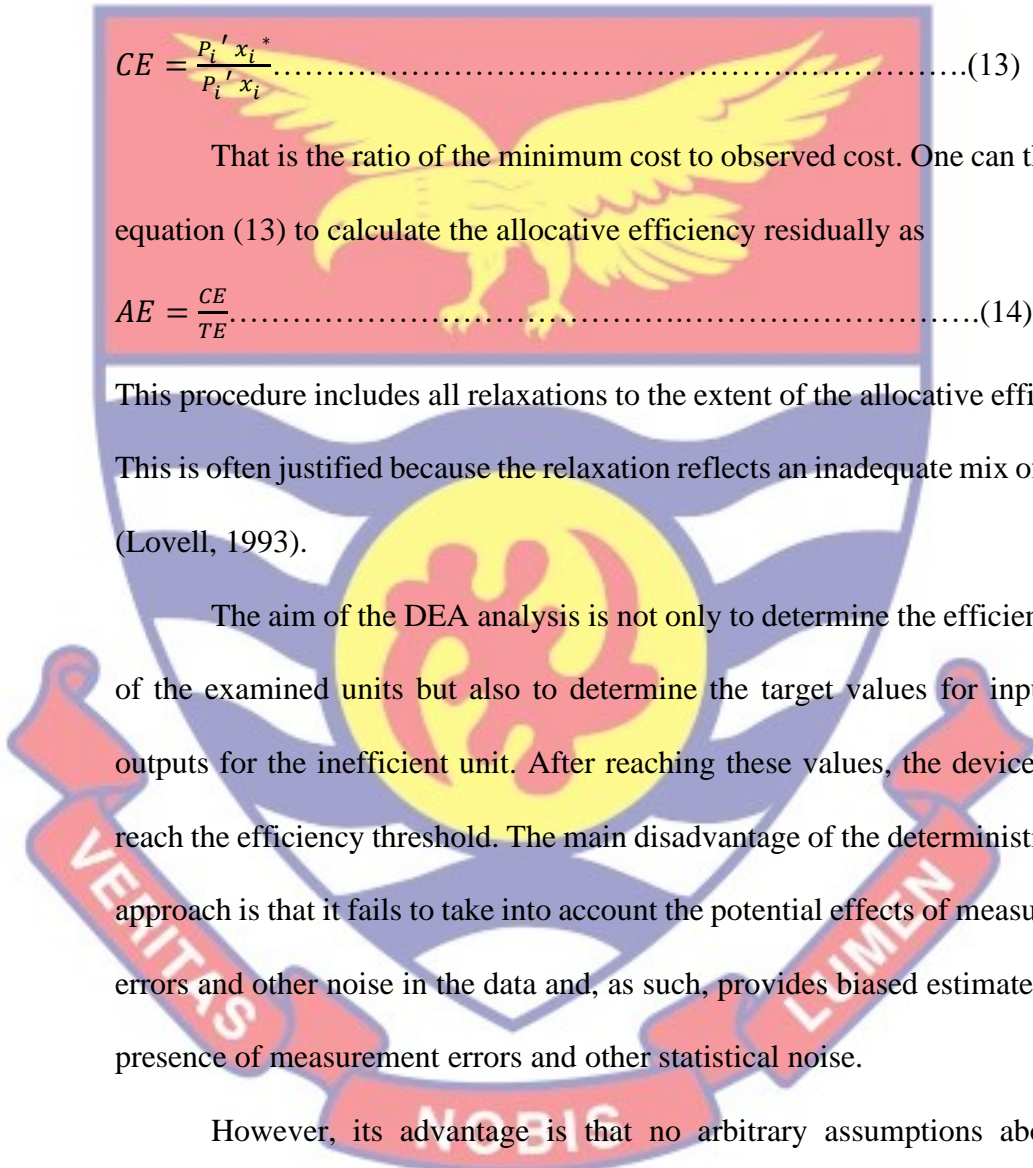 CE = P_i′ x_i* / P_i′ x_i……………………………………………..…………….(13)
That is the ratio of the minimum cost to observed cost. One can th
equation (13) to calculate the allocative efficiency residually as
AE = CE / TE………….………………………………….…………………………….(14)
This procedure includes all relaxations to the extent of the allocative effi
This is often justified because the relaxation reflects an inadequate mix o
(Lovell, 1993).
The aim of the DEA analysis is not only to determine the efficien
of the examined units but also to determine the target values for inpu
outputs for the inefficient unit. After reaching these values, the device
reach the efficiency threshold. The main disadvantage of the deterministi
approach is that it fails to take into account the potential effects of measu
errors and other noise in the data and, as such, provides biased estimate
presence of measurement errors and other statistical noise.
However, its advantage is that no arbitrary assumptions abo
VERITAS
NOBIS
LUMEN